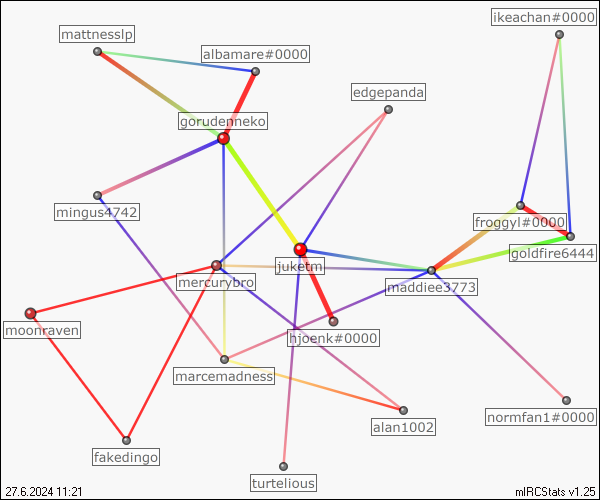 ikeachan#0000
mattnesslp
albamare#0000
edgepanda
gorudenneko
mingus4742
froggyl#0000
goldfire6444
juketm
mercurybro
maddiee3773
moonraven
hjoenk#0000
marcemadness
normfan1#0000
alan1002
fakedingo
turtelious
27.6.2024 11:21
mIRCStats v1.25